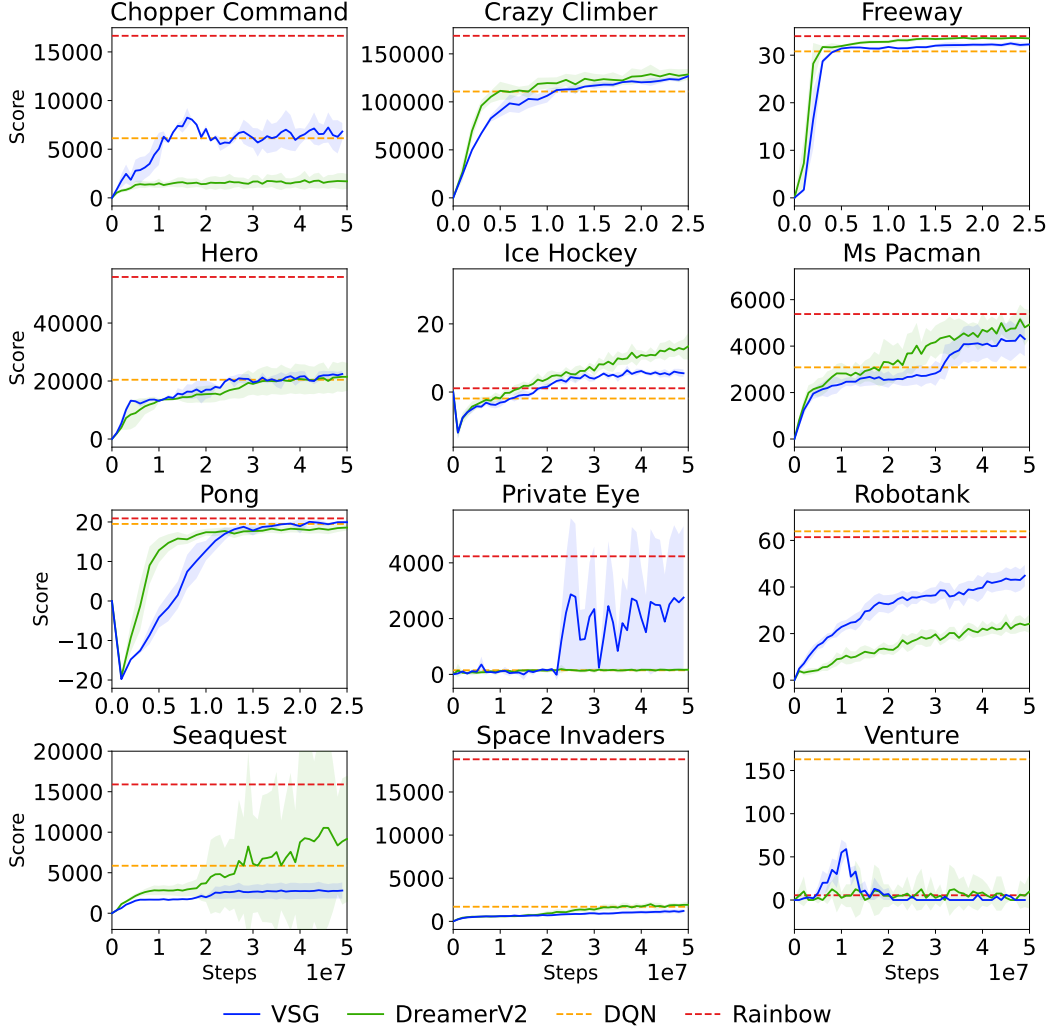 Chopper Command
Crazy Climber
Freeway
Score
15000
10000
5000
0
0 1 2 3 4 5
150000
100000
50000
0
0.0 0.5 1.0 1.5 2.0 2.5
30
20
10
0
0.0 0.5 1.0 1.5 2.0 2.5
Hero
Ice Hockey
Ms Pacman
Score
40000
20000
0
0 1 2 3 4 5
20
0
0 1 2 3 4 5
6000
4000
2000
0
0 1 2 3 4 5
Pong
Private Eye
Robotank
Score
20
10
0
−10
−20
0.0 0.5 1.0 1.5 2.0 2.5
4000
2000
0
0 1 2 3 4 5
60
40
20
0
0 1 2 3 4 5
Seaquest
Space Invaders
Venture
Score
20000
15000
10000
5000
0
0 1 2 3 4 5
Steps 1e7
15000
10000
5000
0
0 1 2 3 4 5
Steps 1e7
150
100
50
0
0 1 2 3 4 5
Steps 1e7
VSG DreamerV2 DQN Rainbow